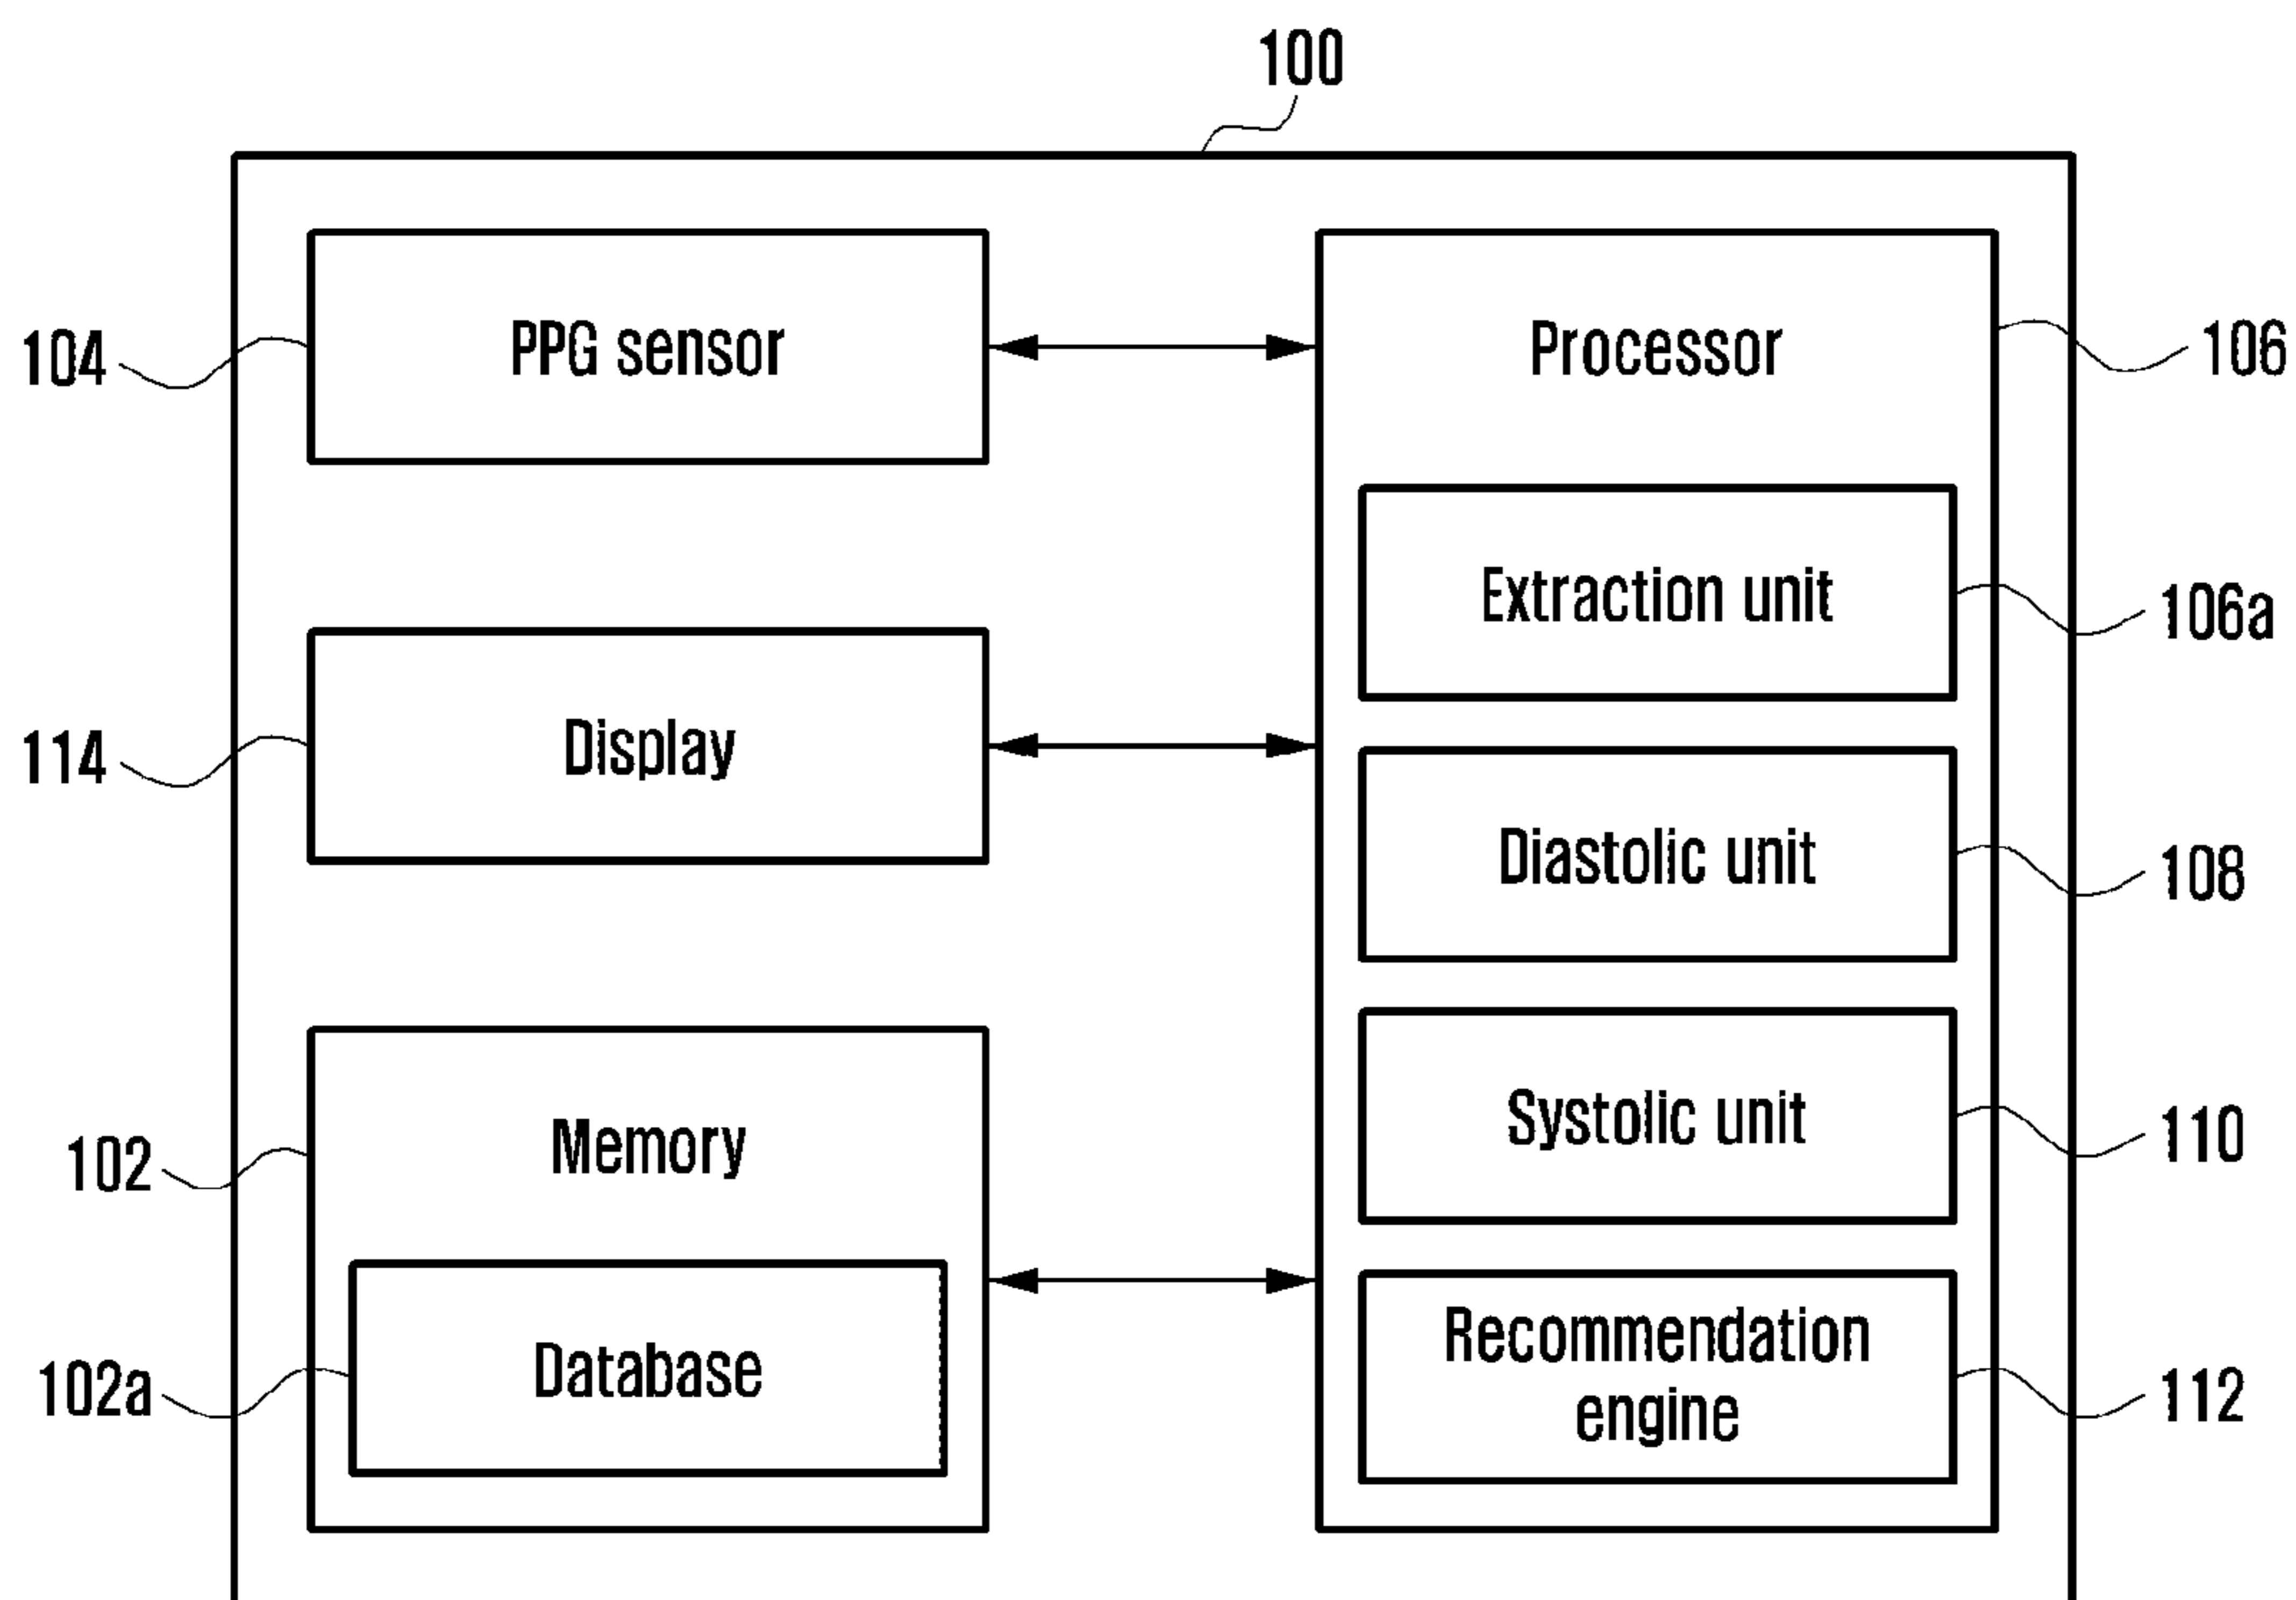 100
104
PPG sensor
Processor
106
Extraction unit
106a
114
Display
Diastolic unit
108
102
Memory
Systolic unit
110
102a
Database
Recommendation
engine
112